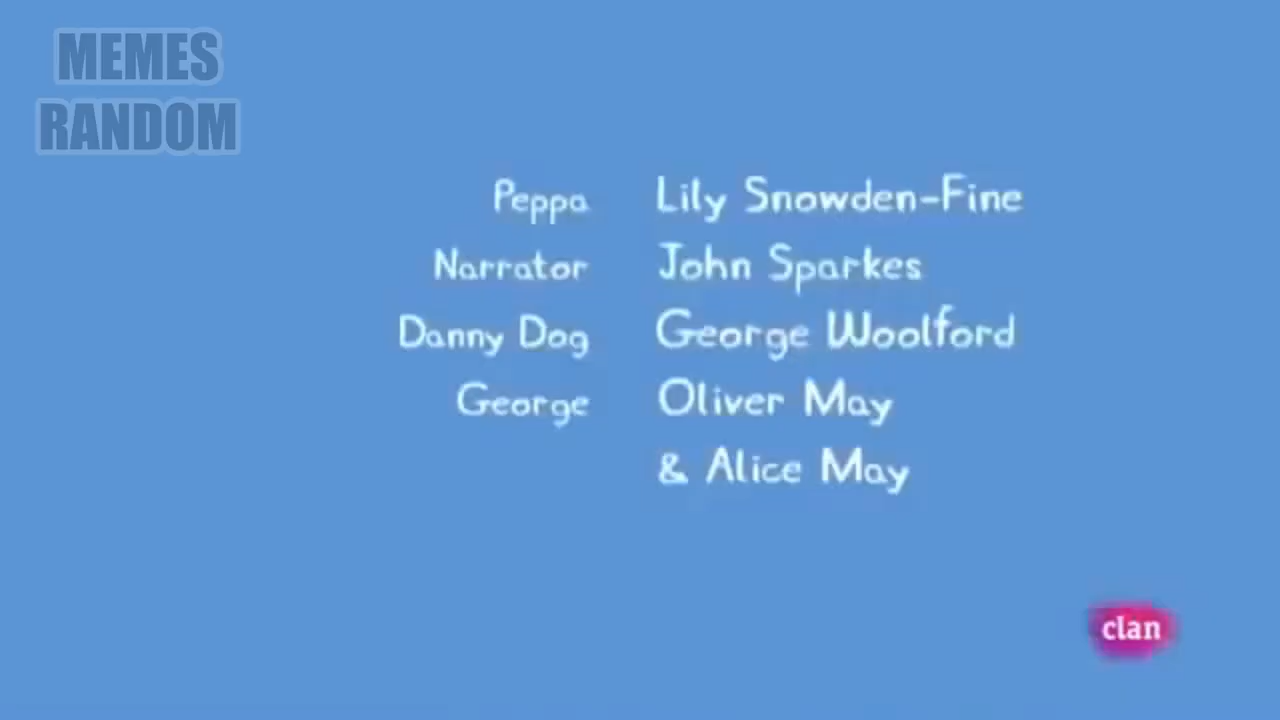 MEMES
RANDOM
Peppa Lily Snowden-Fine
Narrator John Sparkes
Danny Dog George Woolford
George Oliver May
& Alice May
clan